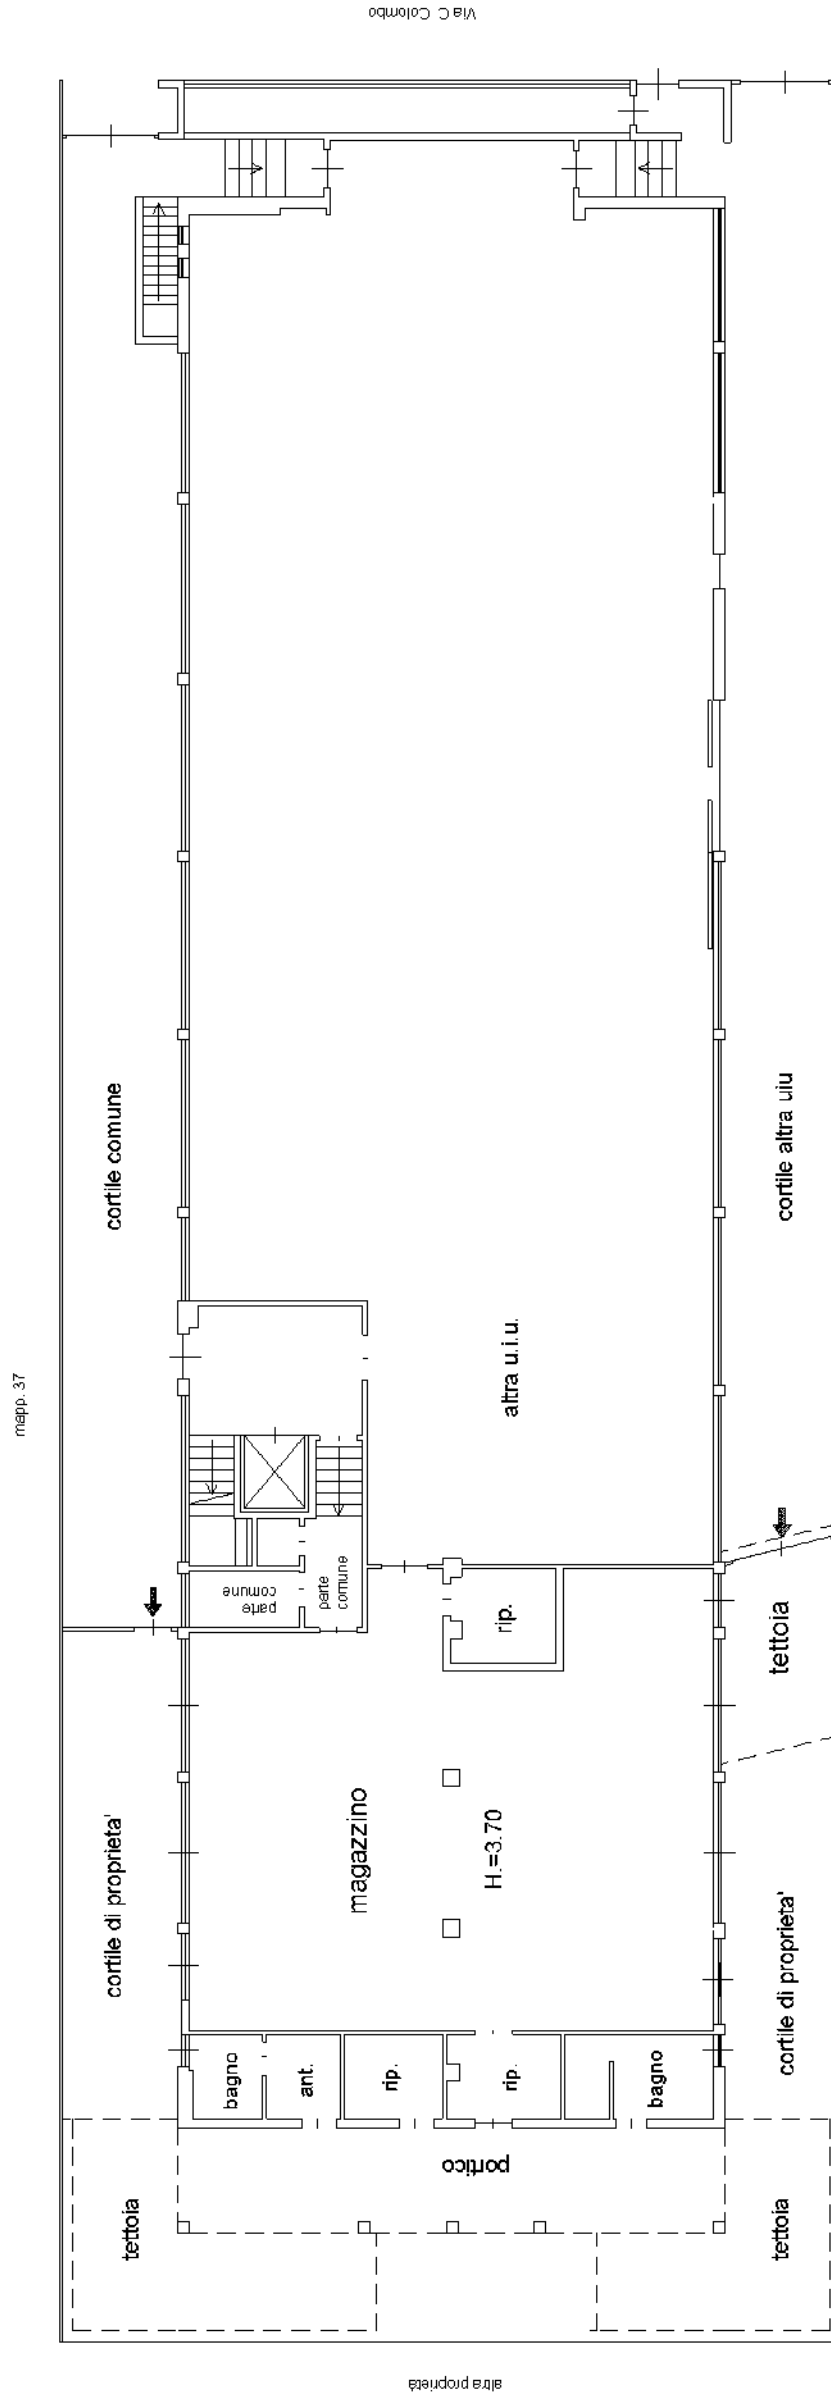 Via C. Colombo
cortile comune
cortile altra uiu
mapp. 37
altra u.i.u.
parte
comune
parte
comune
rip.
tettoia
magazzino
H.=3.70
cortile di proprieta'
cortile di proprieta'
bagno
ant.
rip.
rip.
bagno
portico
tettoia
tettoia
altra proprietà